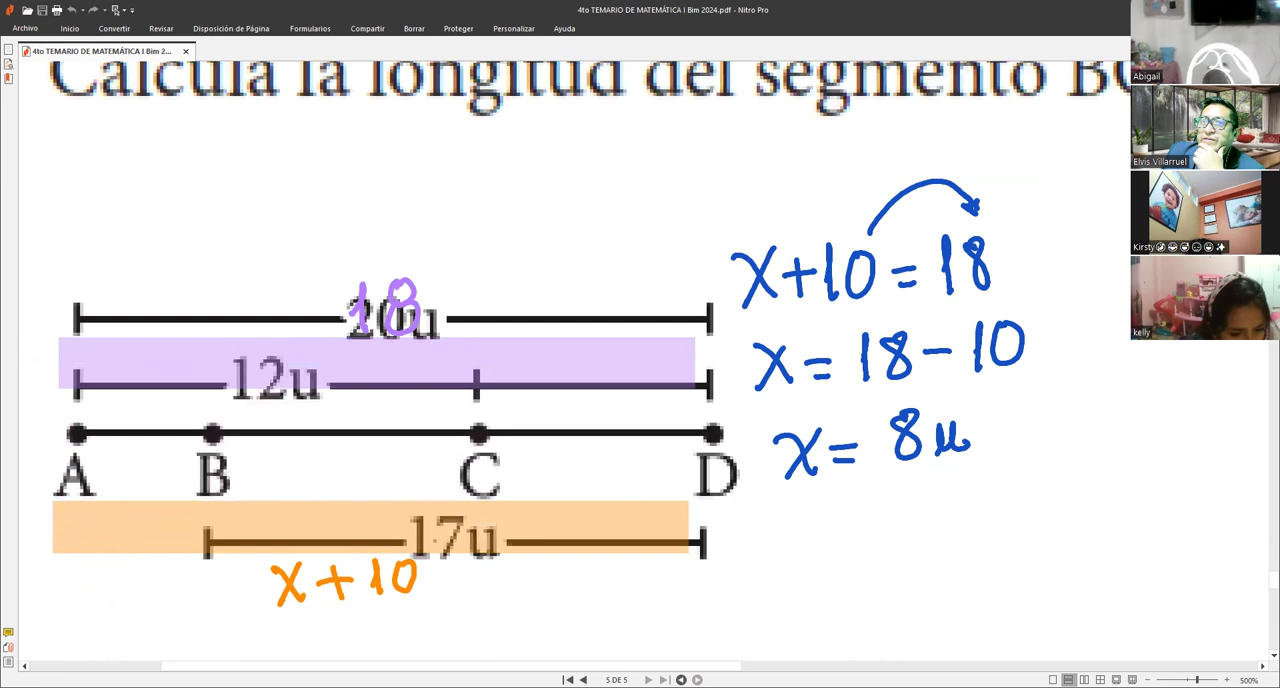 4to TEMARIO DE MATEMÁTICA I Bim 2024.pdf - Nitro Pro
Archivo Inicio Convertir Revisar Disposición de Página Formularios Compartir Borrar Proteger Personalizar Ayuda
4to TEMARIO DE MATEMÁTICA I Bim 2...
Calcula la longitud del segmento
Abigail
Elvis Villarruel
Kirsty
kelly
18
20u
12u
A B C D
17u
x+10
x+10=18
x=18-10
x=8u
5 DE 5
500%